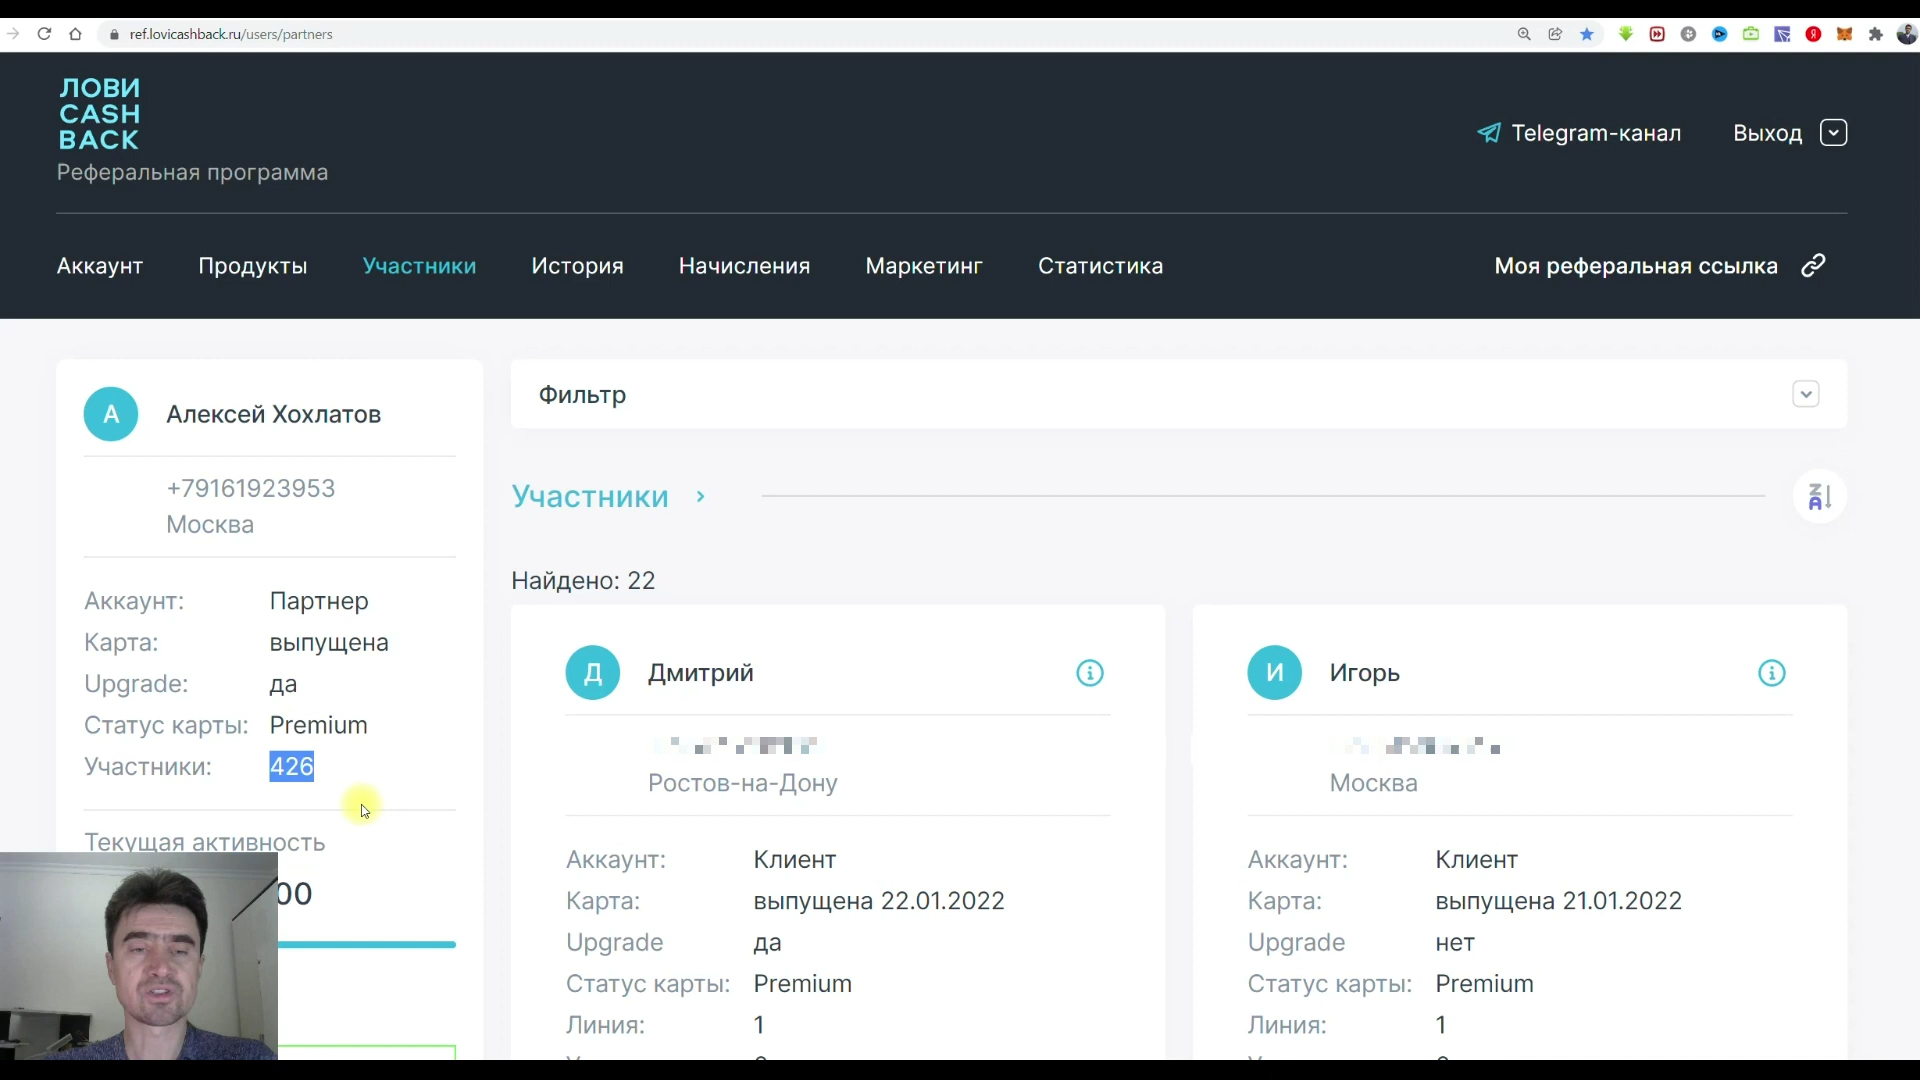 ref.lovicashback.ru/users/partners
ЛОВИ
CASH
BACK
Реферальная программа
Telegram-канал
Выход
Аккаунт
Продукты
Участники
История
Начисления
Маркетинг
Статистика
Моя реферальная ссылка
А
Алексей Хохлатов
+79161923953
Москва
Аккаунт: Партнер
Карта: выпущена
Upgrade: да
Статус карты: Premium
Участники: 426
Текущая активность
00
Фильтр
Участники
Z
A
Найдено: 22
Д
Дмитрий
Ростов-на-Дону
Аккаунт: Клиент
Карта: выпущена 22.01.2022
Upgrade да
Статус карты: Premium
Линия: 1
И
Игорь
Москва
Аккаунт: Клиент
Карта: выпущена 21.01.2022
Upgrade нет
Статус карты: Premium
Линия: 1